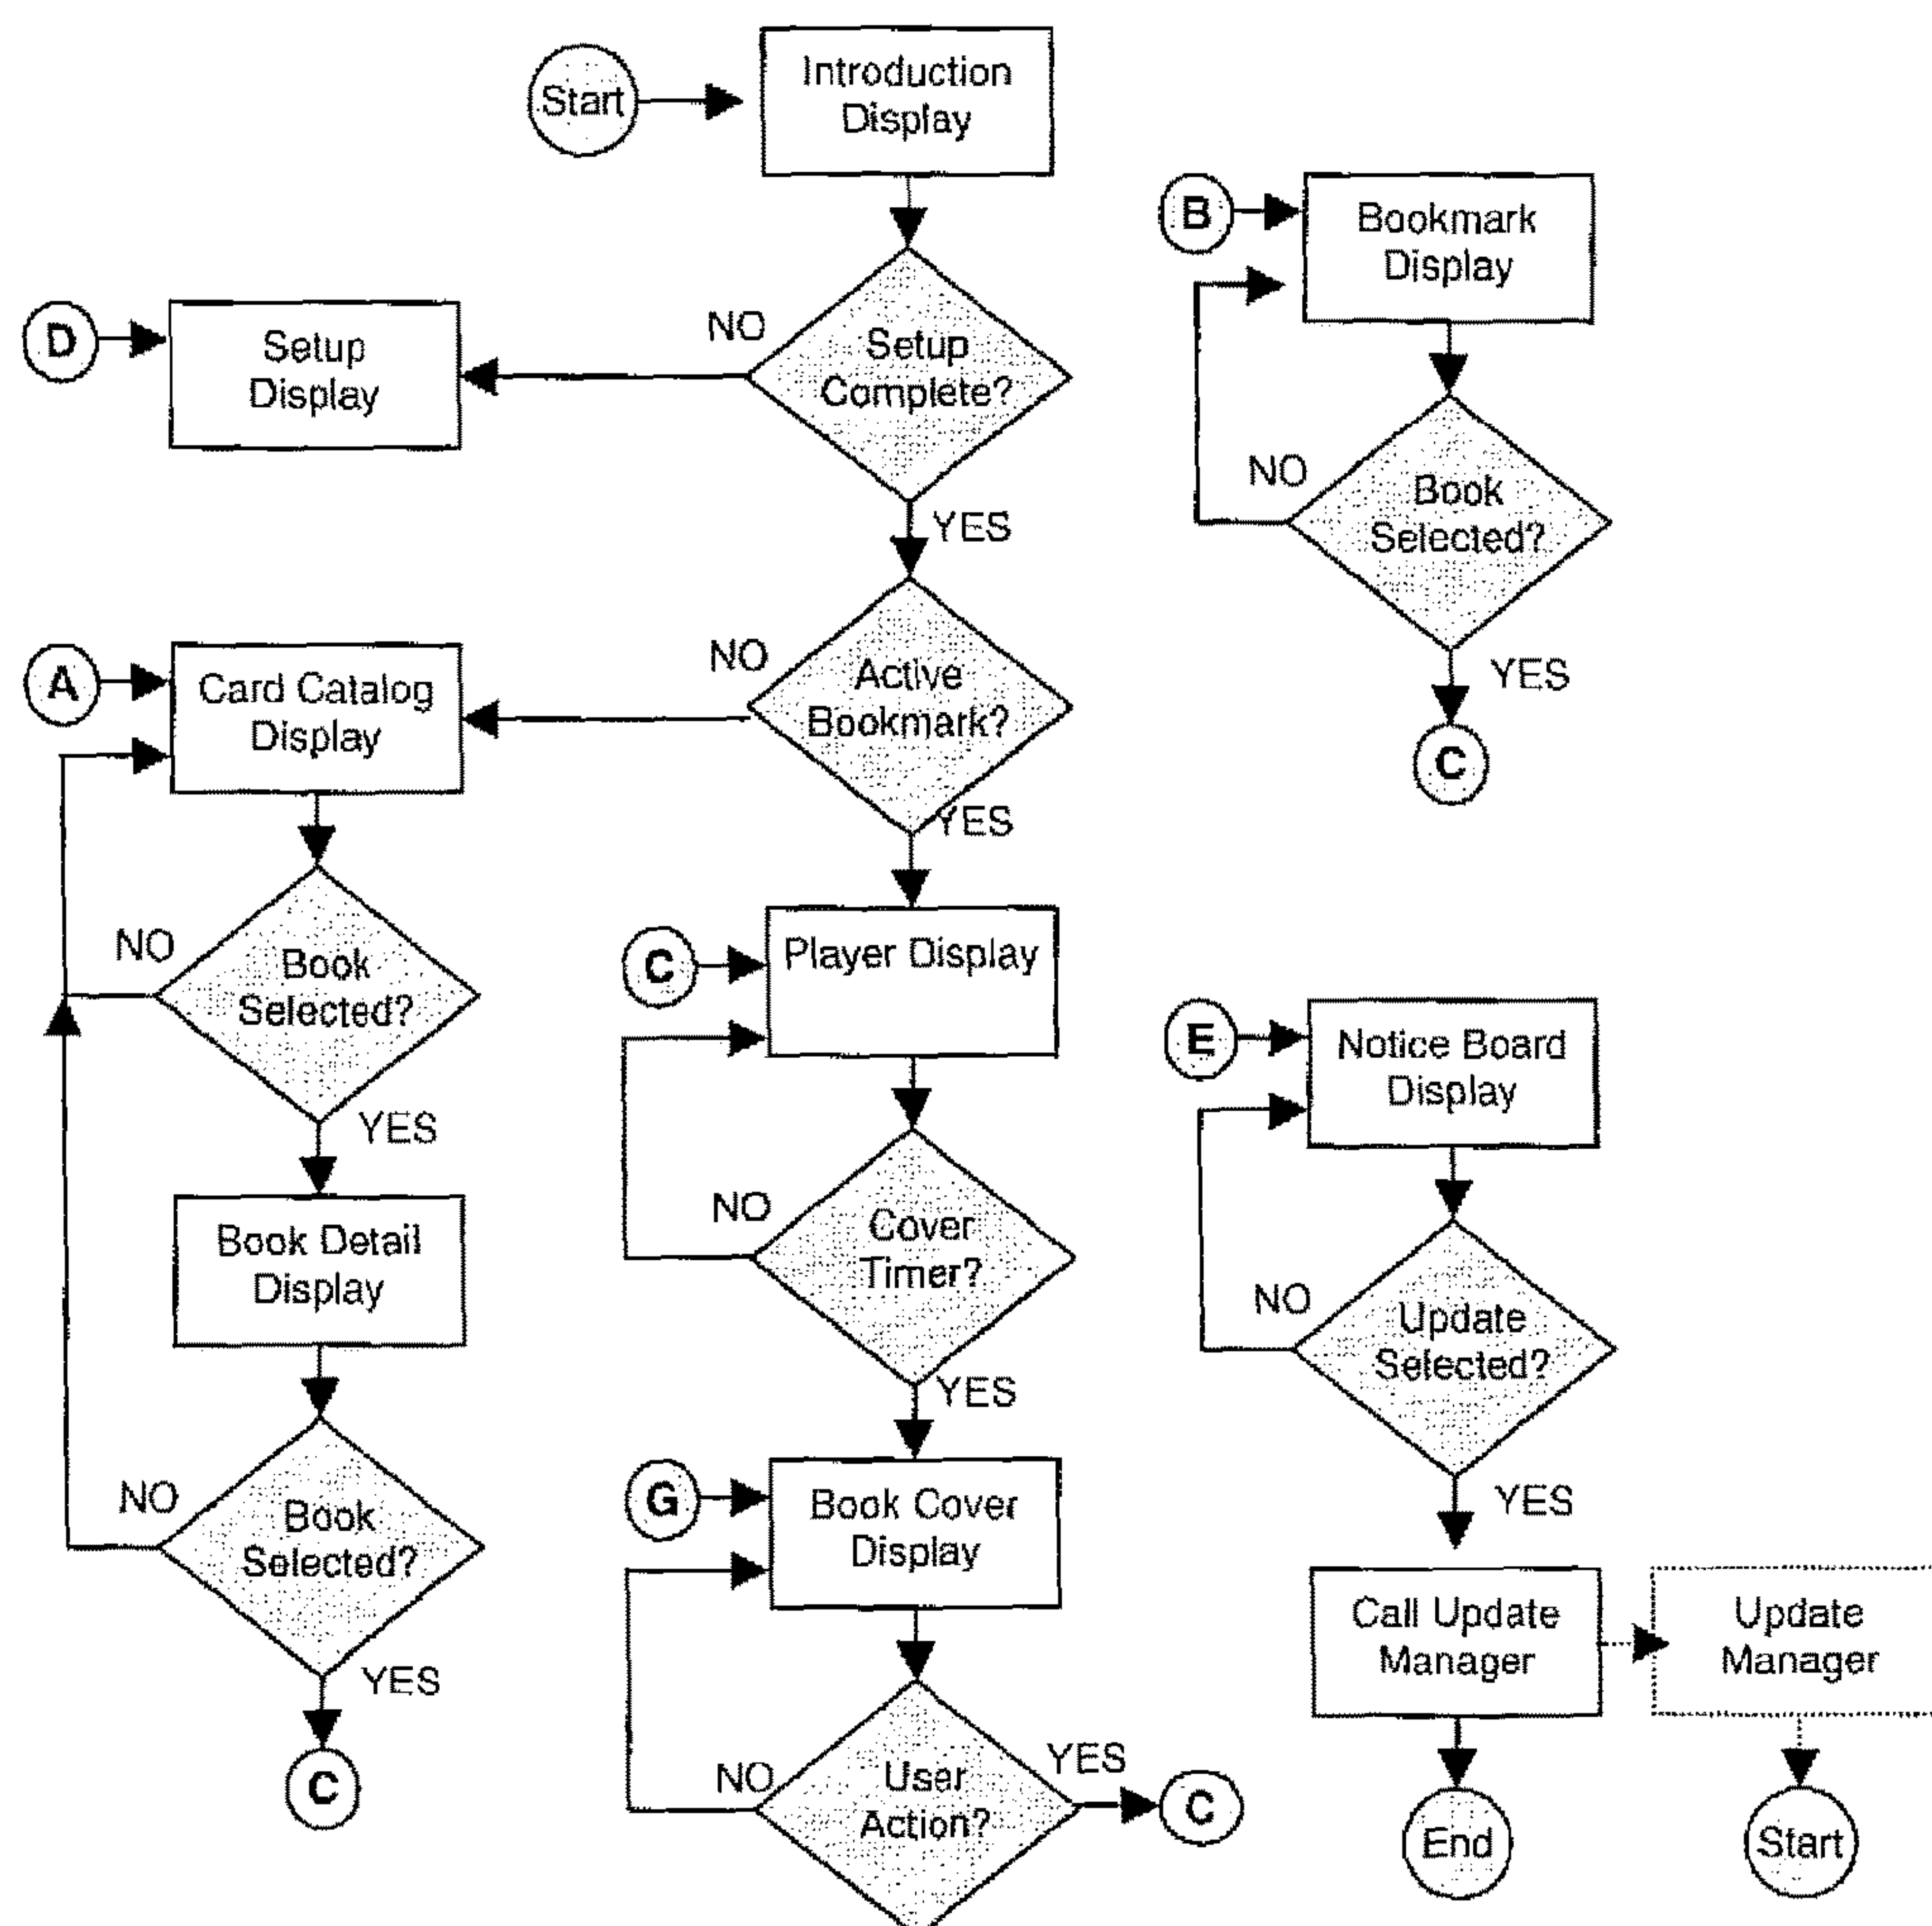 Start
Introduction
Display
B
Bookmark
Display
D
Setup
Display
NO
Setup
Complete?
NO
Book
Selected?
YES
YES
A
Card Catalog
Display
NO
Active
Bookmark?
YES
C
NO
Book
Selected?
YES
C
Player Display
E
Notice Board
Display
NO
Cover
Timer?
YES
NO
Update
Selected?
YES
Book Detail
Display
NO
Book
Selected?
YES
C
G
Book Cover
Display
NO
User
Action?
YES
C
Call Update
Manager
Update
Manager
End
Start